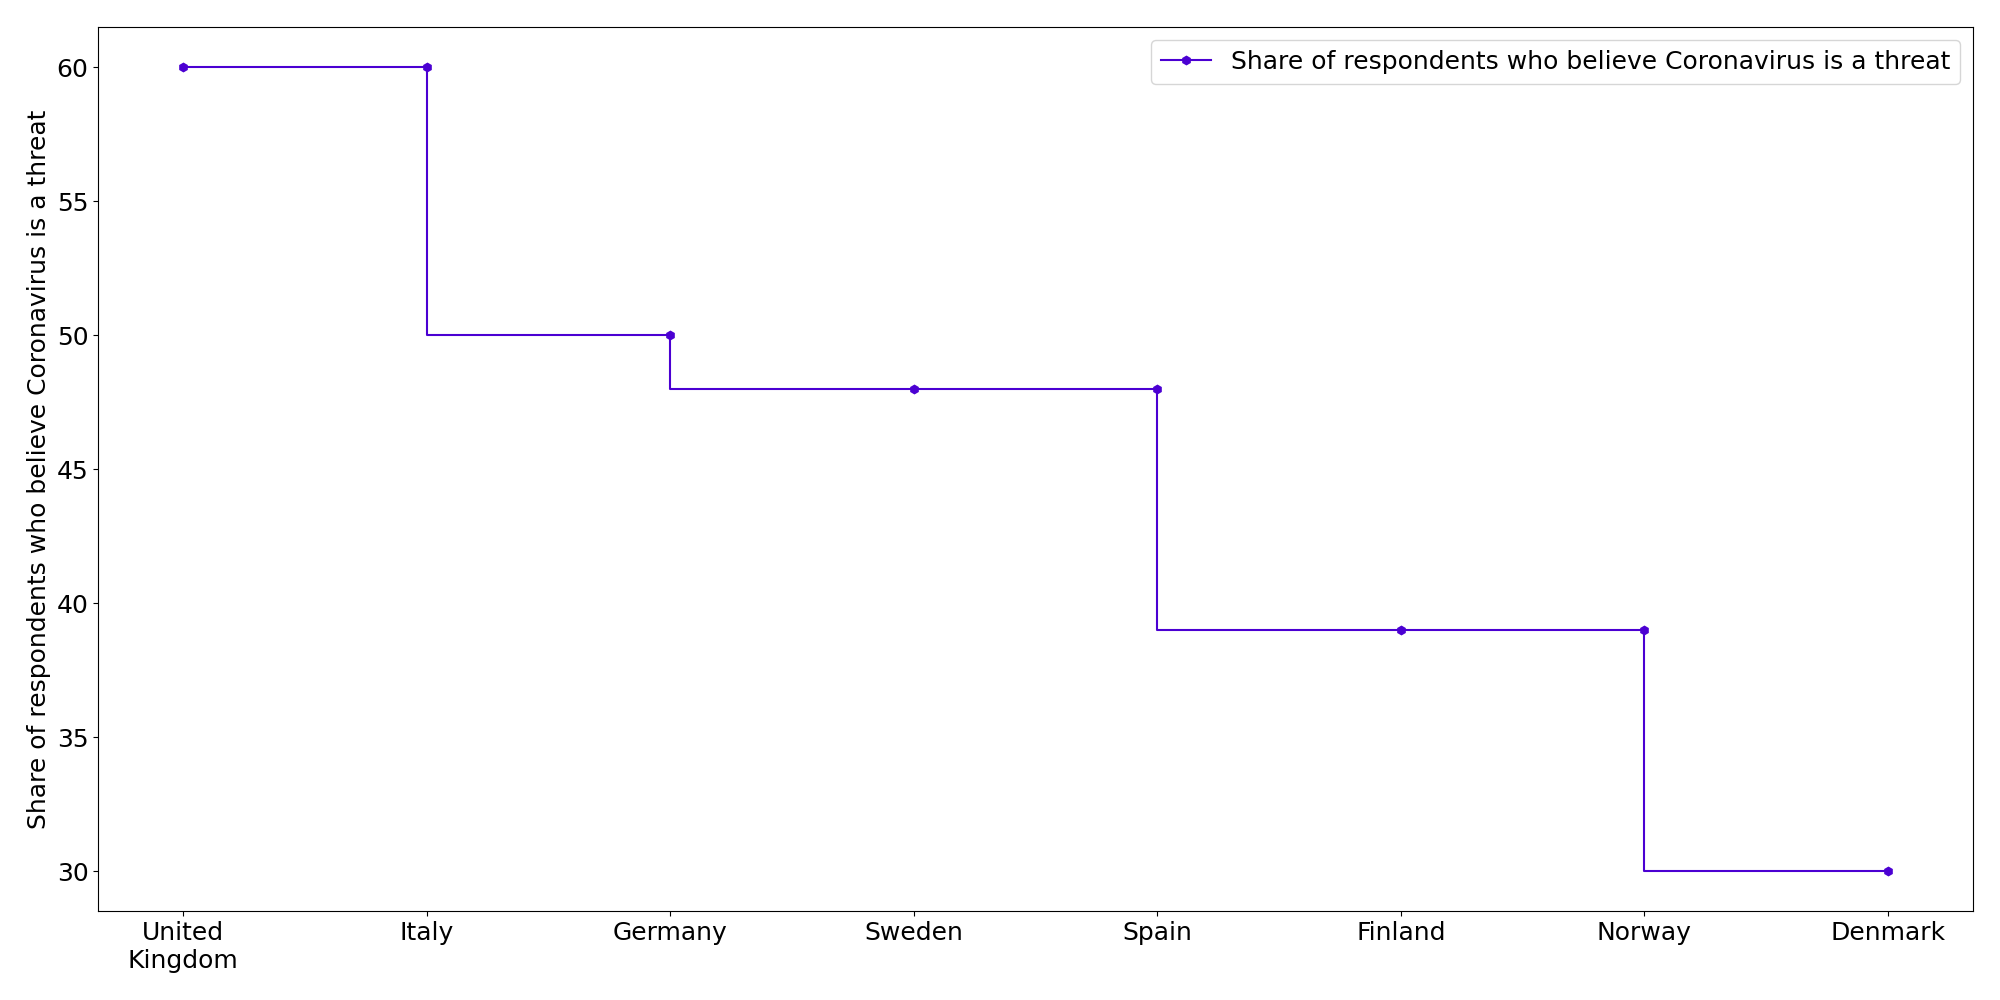 Share of respondents who believe Coronavirus is a threat
Share of respondents who believe Coronavirus is a threat
60
55
50
45
40
35
30
United
Kingdom
Italy
Germany
Sweden
Spain
Finland
Norway
Denmark